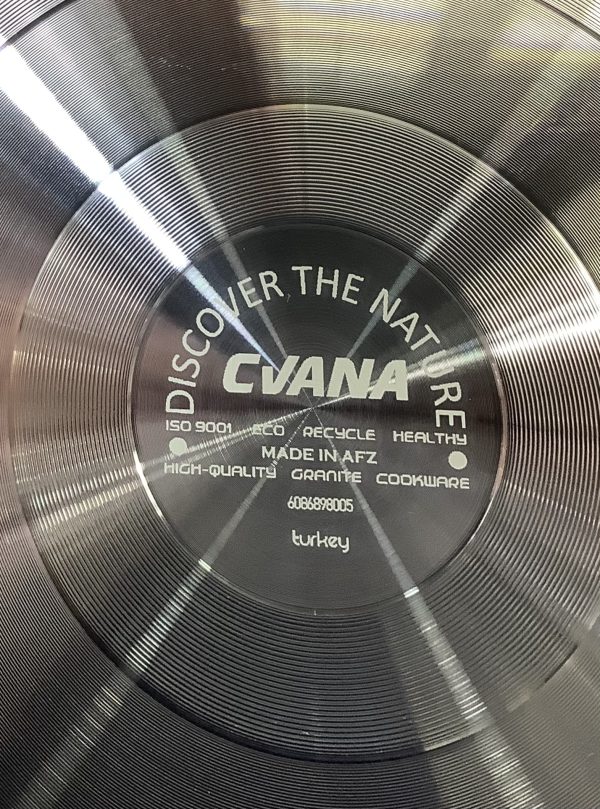 DISCOVER THE NATURE
CVANA
ISO 9001 ECO RECYCLE HEALTHY
MADE IN AFZ
HIGH-QUALITY GRANITE COOKWARE
6086898005
turkey